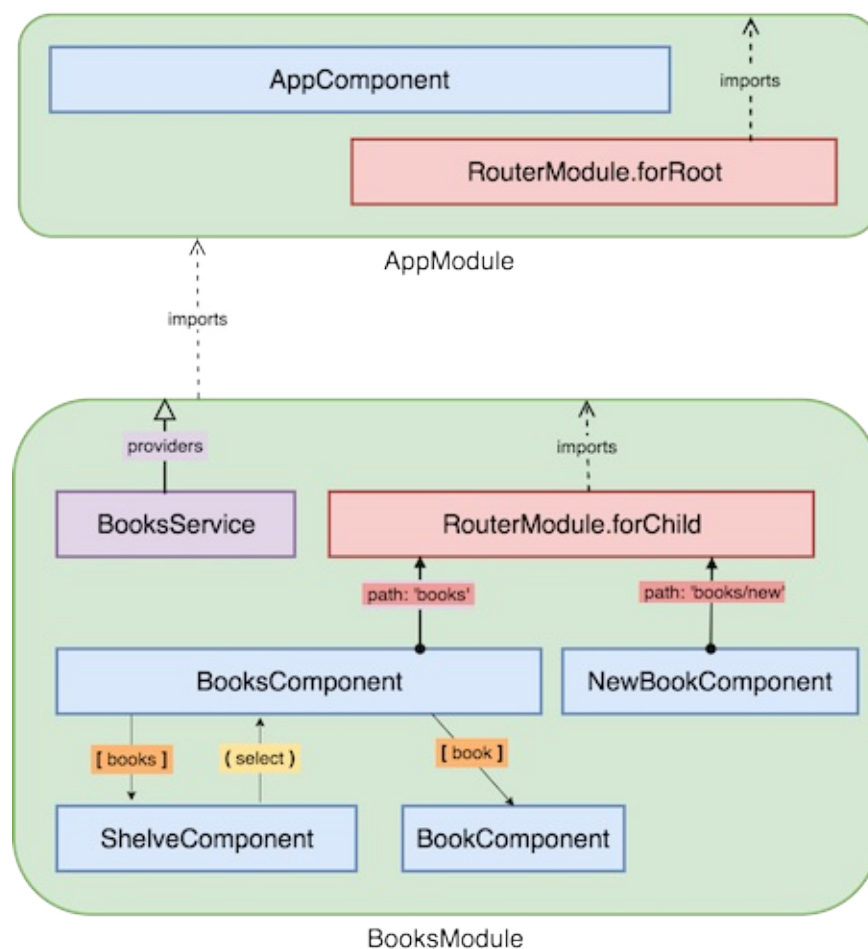 AppComponent
imports
RouterModule.forRoot
AppModule
imports
providers
imports
BooksService
RouterModule.forChild
path: 'books'
path: 'books/new'
BooksComponent
NewBookComponent
[ books ]
( select )
[ book ]
ShelveComponent
BookComponent
BooksModule